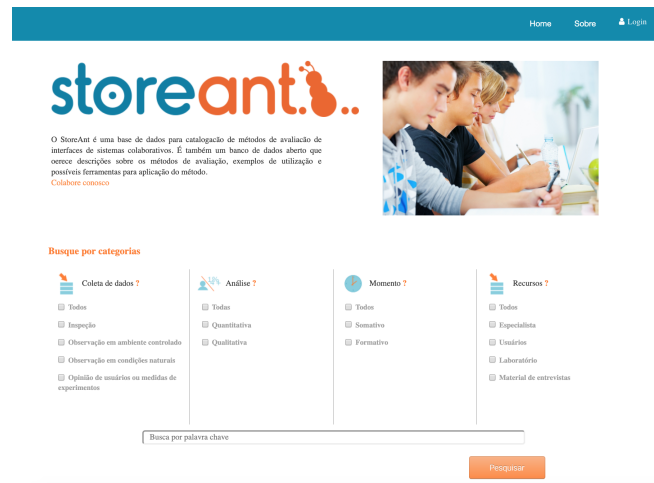 Home Sobre Login
storeant...
O StoreAnt é uma base de dados para catalogacão de métodos de avaliacão de
interfaces de sistemas colaborativos. É também um banco de dados aberto que
oerece descrições sobre os métodos de avaliação, exemplos de utilização e
possíveis ferramentas para aplicação do método.
Colabore conosco
Busque por categorias
Coleta de dados ?
Todos
Inspeção
Observação em ambiente controlado
Observação em condições naturais
Opinião de usuários ou medidas de
experimentos
Análise ?
Todas
Quantitativa
Qualitativa
Momento ?
Todos
Somativo
Formativo
Recursos ?
Todos
Especialista
Usuários
Laboratório
Material de entrevistas
Busca por palavra chave
Pesquisar